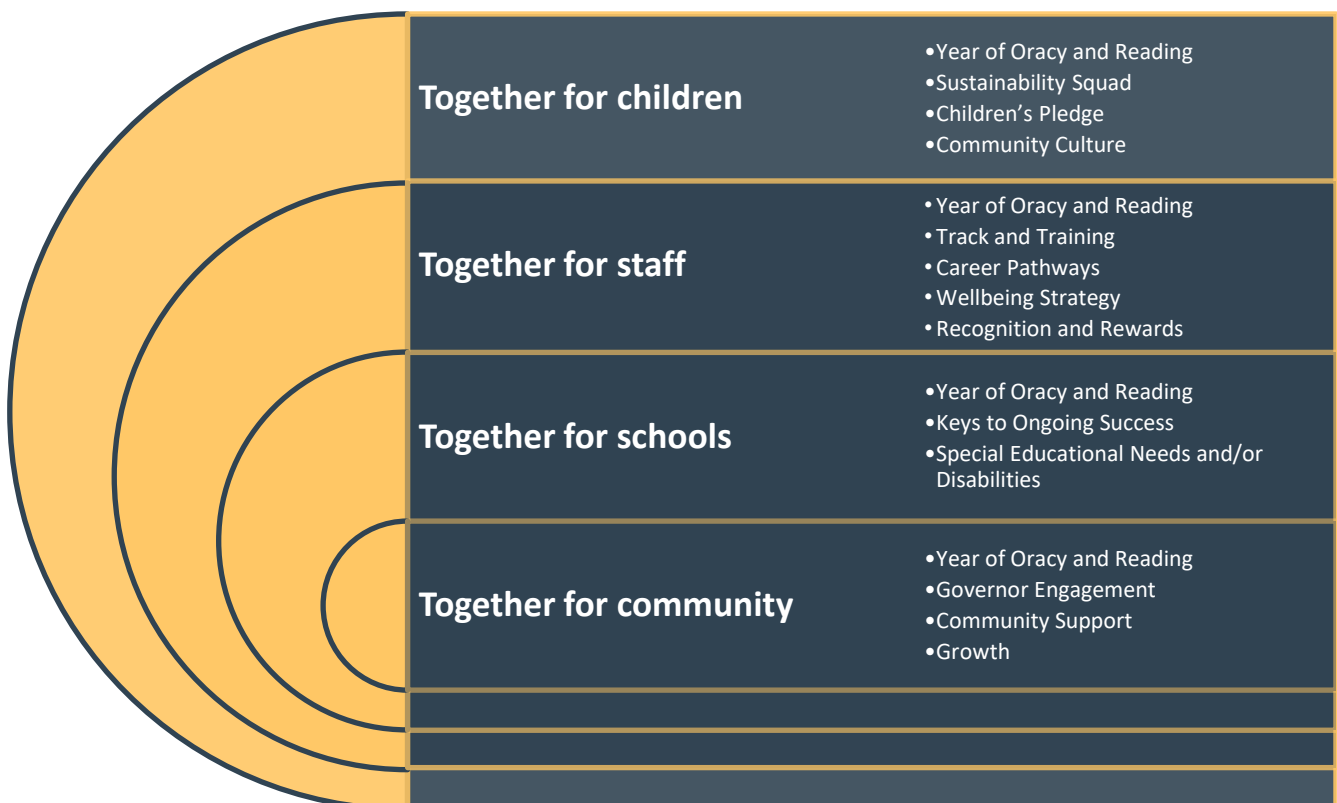 Together for children
•Year of Oracy and Reading
•Sustainability Squad
•Children’s Pledge
•Community Culture
Together for staff
•Year of Oracy and Reading
•Track and Training
•Career Pathways
•Wellbeing Strategy
•Recognition and Rewards
Together for schools
•Year of Oracy and Reading
•Keys to Ongoing Success
•Special Educational Needs and/or
Disabilities
Together for community
•Year of Oracy and Reading
•Governor Engagement
•Community Support
•Growth